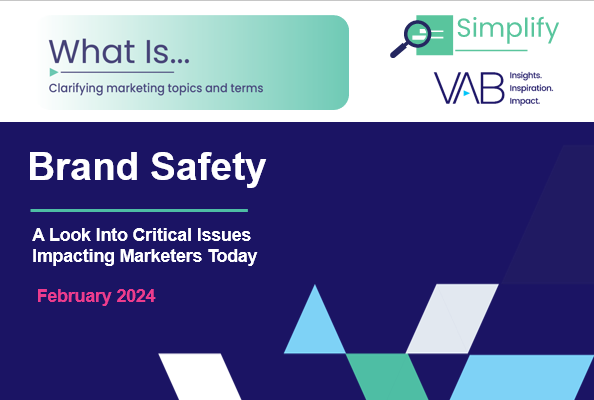 What Is...
Clarifying marketing topics and terms
Simplify
VAB
Insights.
Inspiration.
Impact.
Brand Safety
A Look Into Critical Issues
Impacting Marketers Today
February 2024